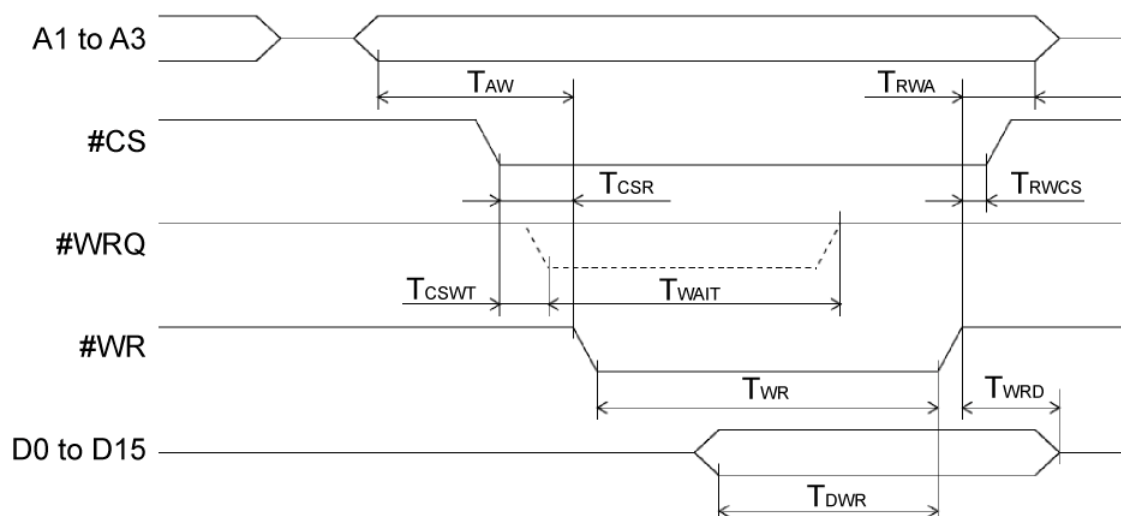 A1 to A3
TAW
TRWA
#CS
TCSR
TRWCS
#WRQ
TCSWT
TWAIT
#WR
TWR
TWRD
D0 to D15
TDWR